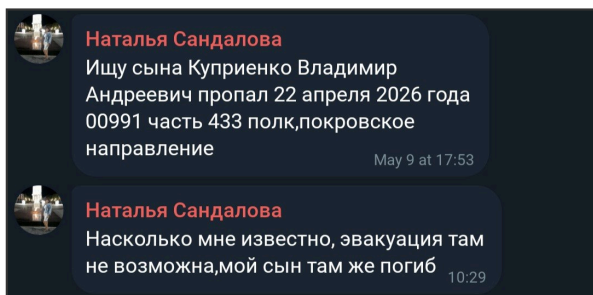 Наталья Сандалова
Ищу сына Куприенко Владимир
Андреевич пропал 22 апреля 2026 года
00991 часть 433 полк,покровское
направление
May 9 at 17:53
Наталья Сандалова
Насколько мне известно, эвакуация там
не возможна,мой сын там же погиб
10:29